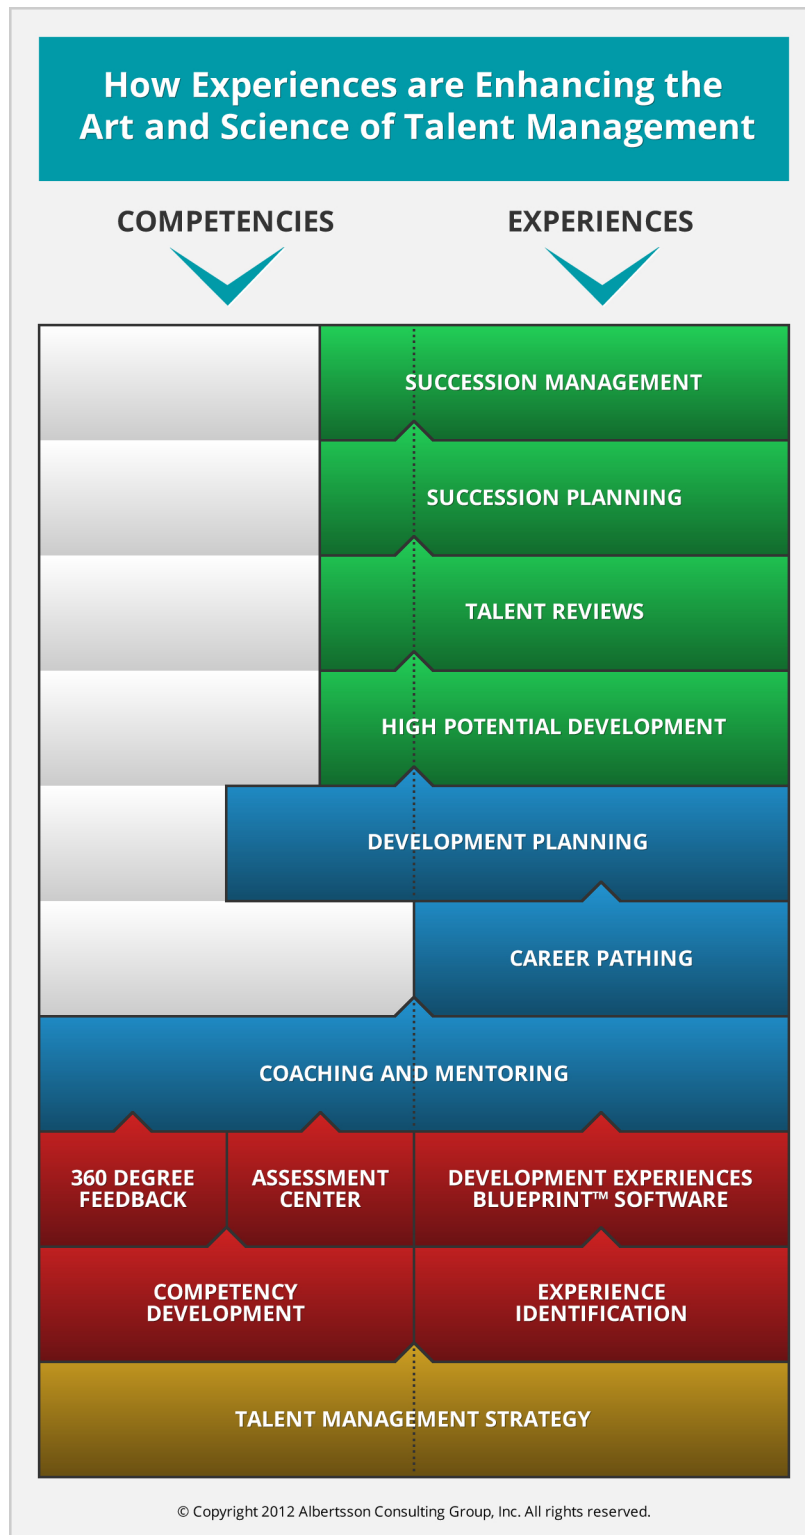 How Experiences are Enhancing the
Art and Science of Talent Management
COMPETENCIES
EXPERIENCES
SUCCESSION MANAGEMENT
SUCCESSION PLANNING
TALENT REVIEWS
HIGH POTENTIAL DEVELOPMENT
DEVELOPMENT PLANNING
CAREER PATHING
COACHING AND MENTORING
360 DEGREE
FEEDBACK
ASSESSMENT
CENTER
DEVELOPMENT EXPERIENCES
BLUEPRINT™ SOFTWARE
COMPETENCY
DEVELOPMENT
EXPERIENCE
IDENTIFICATION
TALENT MANAGEMENT STRATEGY
© Copyright 2012 Albertsson Consulting Group, Inc. All rights reserved.